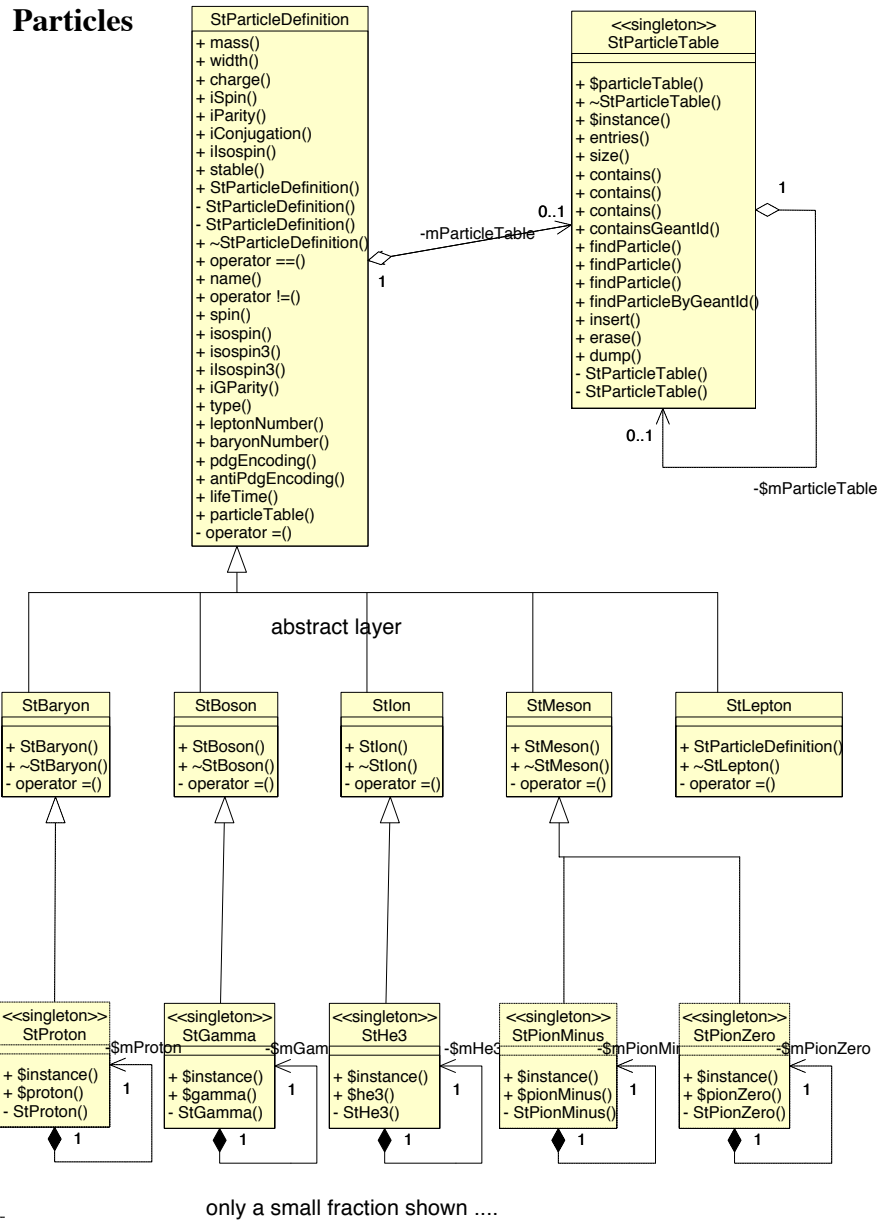 Particles
StParticleDefinition
+ mass()
+ width()
+ charge()
+ iSpin()
+ iParity()
+ iConjugation()
+ iIsospin()
+ stable()
+ StParticleDefinition()
- StParticleDefinition()
- StParticleDefinition()
+ ~StParticleDefinition()
+ operator ==()
+ name()
+ operator !=()
+ spin()
+ isospin()
+ isospin3()
+ iIsospin3()
+ iGParity()
+ type()
+ leptonNumber()
+ baryonNumber()
+ pdgEncoding()
+ antiPdgEncoding()
+ lifeTime()
+ particleTable()
- operator =()
1
-mParticleTable
0..1
<<singleton>>
StParticleTable
+ $particleTable()
+ ~StParticleTable()
+ $instance()
+ entries()
+ size()
+ contains()
+ contains()
+ contains()
+ containsGeantId()
+ findParticle()
+ findParticle()
+ findParticle()
+ findParticleByGeantId()
+ insert()
+ erase()
+ dump()
- StParticleTable()
- StParticleTable()
1
0..1
-$mParticleTable
abstract layer
StBaryon
+ StBaryon()
+ ~StBaryon()
- operator =()
StBoson
+ StBoson()
+ ~StBoson()
- operator =()
StIon
+ StIon()
+ ~StIon()
- operator =()
StMeson
+ StMeson()
+ ~StMeson()
- operator =()
StLepton
+ StParticleDefinition()
+ ~StLepton()
- operator =()
<<singleton>>
StProton
+ $instance()
+ $proton()
- StProton()
-$mProton
1
1
<<singleton>>
StGamma
+ $instance()
+ $gamma()
- StGamma()
-$mGam
1
1
<<singleton>>
StHe3
+ $instance()
+ $he3()
- StHe3()
-$mHe3
1
1
<<singleton>>
StPionMinus
+ $instance()
+ $pionMinus()
- StPionMinus()
-$mPionMin
1
1
<<singleton>>
StPionZero
+ $instance()
+ $pionZero()
- StPionZero()
-$mPionZero
1
1
only a small fraction shown ....